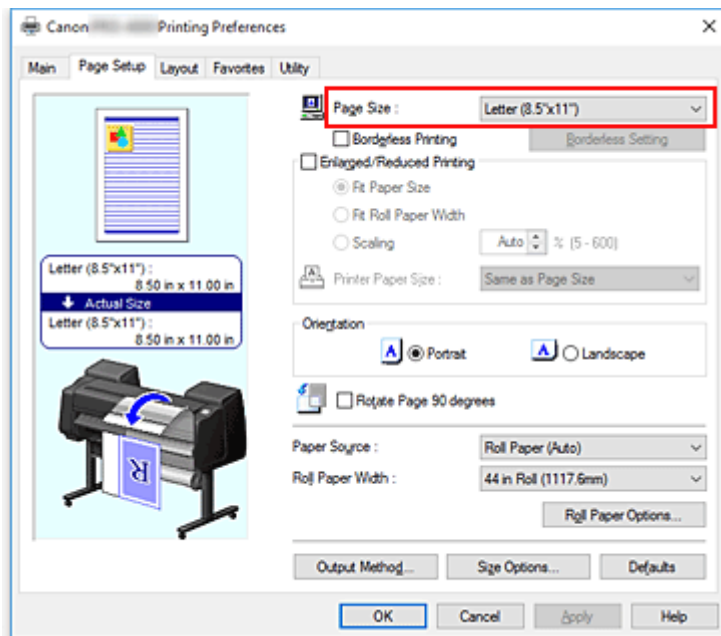 Canon Printing Preferences
Main Page Setup Layout Favorites Utility
Page Size : Letter (8.5"x11")
Borderless Printing Borderless Setting
Enlarged/Reduced Printing
Fit Paper Size
Fit Roll Paper Width
Scaling Auto % (5 - 600)
Printer Paper Size : Same as Page Size
Letter (8.5"x11") :
8.50 in x 11.00 in
Actual Size
Letter (8.5"x11") :
8.50 in x 11.00 in
Orientation
A Portrait A Landscape
Rotate Page 90 degrees
Paper Source : Roll Paper (Auto)
Roll Paper Width : 44 in Roll (1117.6mm)
R
Roll Paper Options...
Output Method... Size Options... Defaults
OK Cancel Apply Help